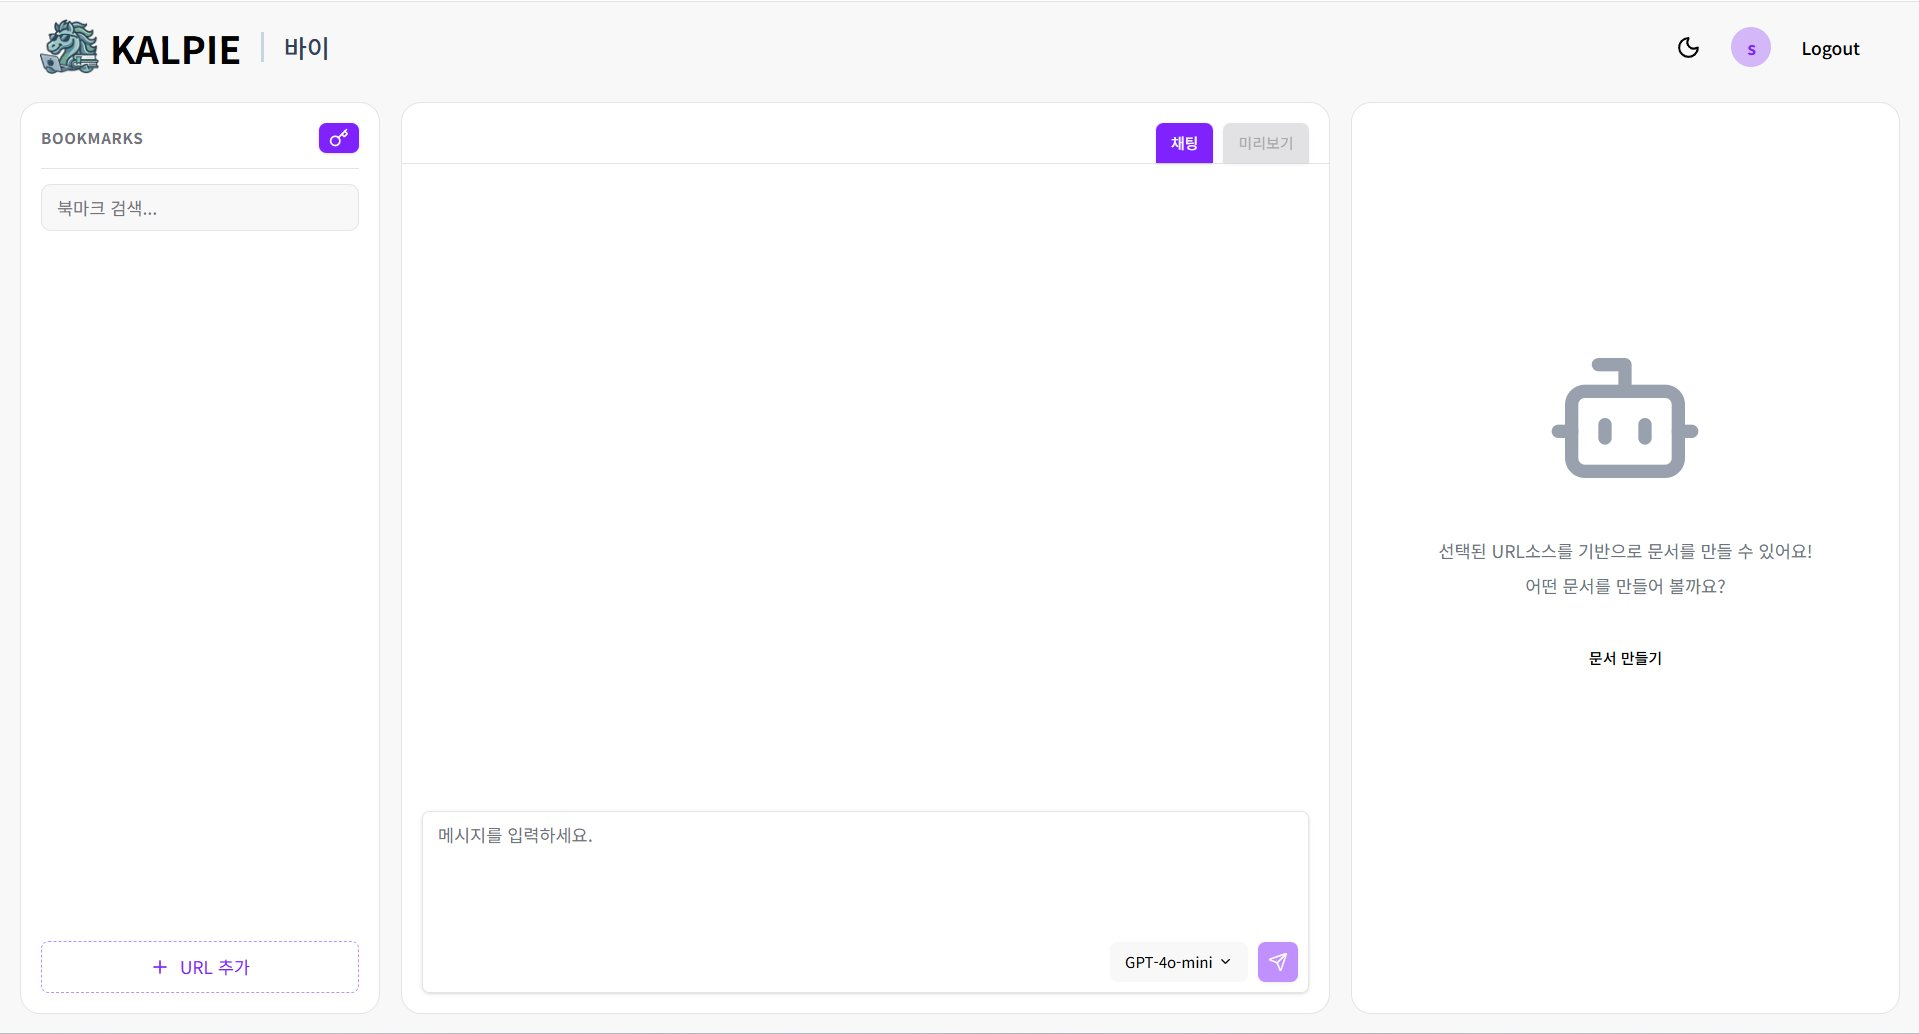 KALPIE
바이
s
Logout
BOOKMARKS
북마크 검색...
URL 추가
채팅
미리보기
메시지를 입력하세요.
GPT-4o-mini
선택된 URL소스를 기반으로 문서를 만들 수 있어요!
어떤 문서를 만들어 볼까요?
문서 만들기